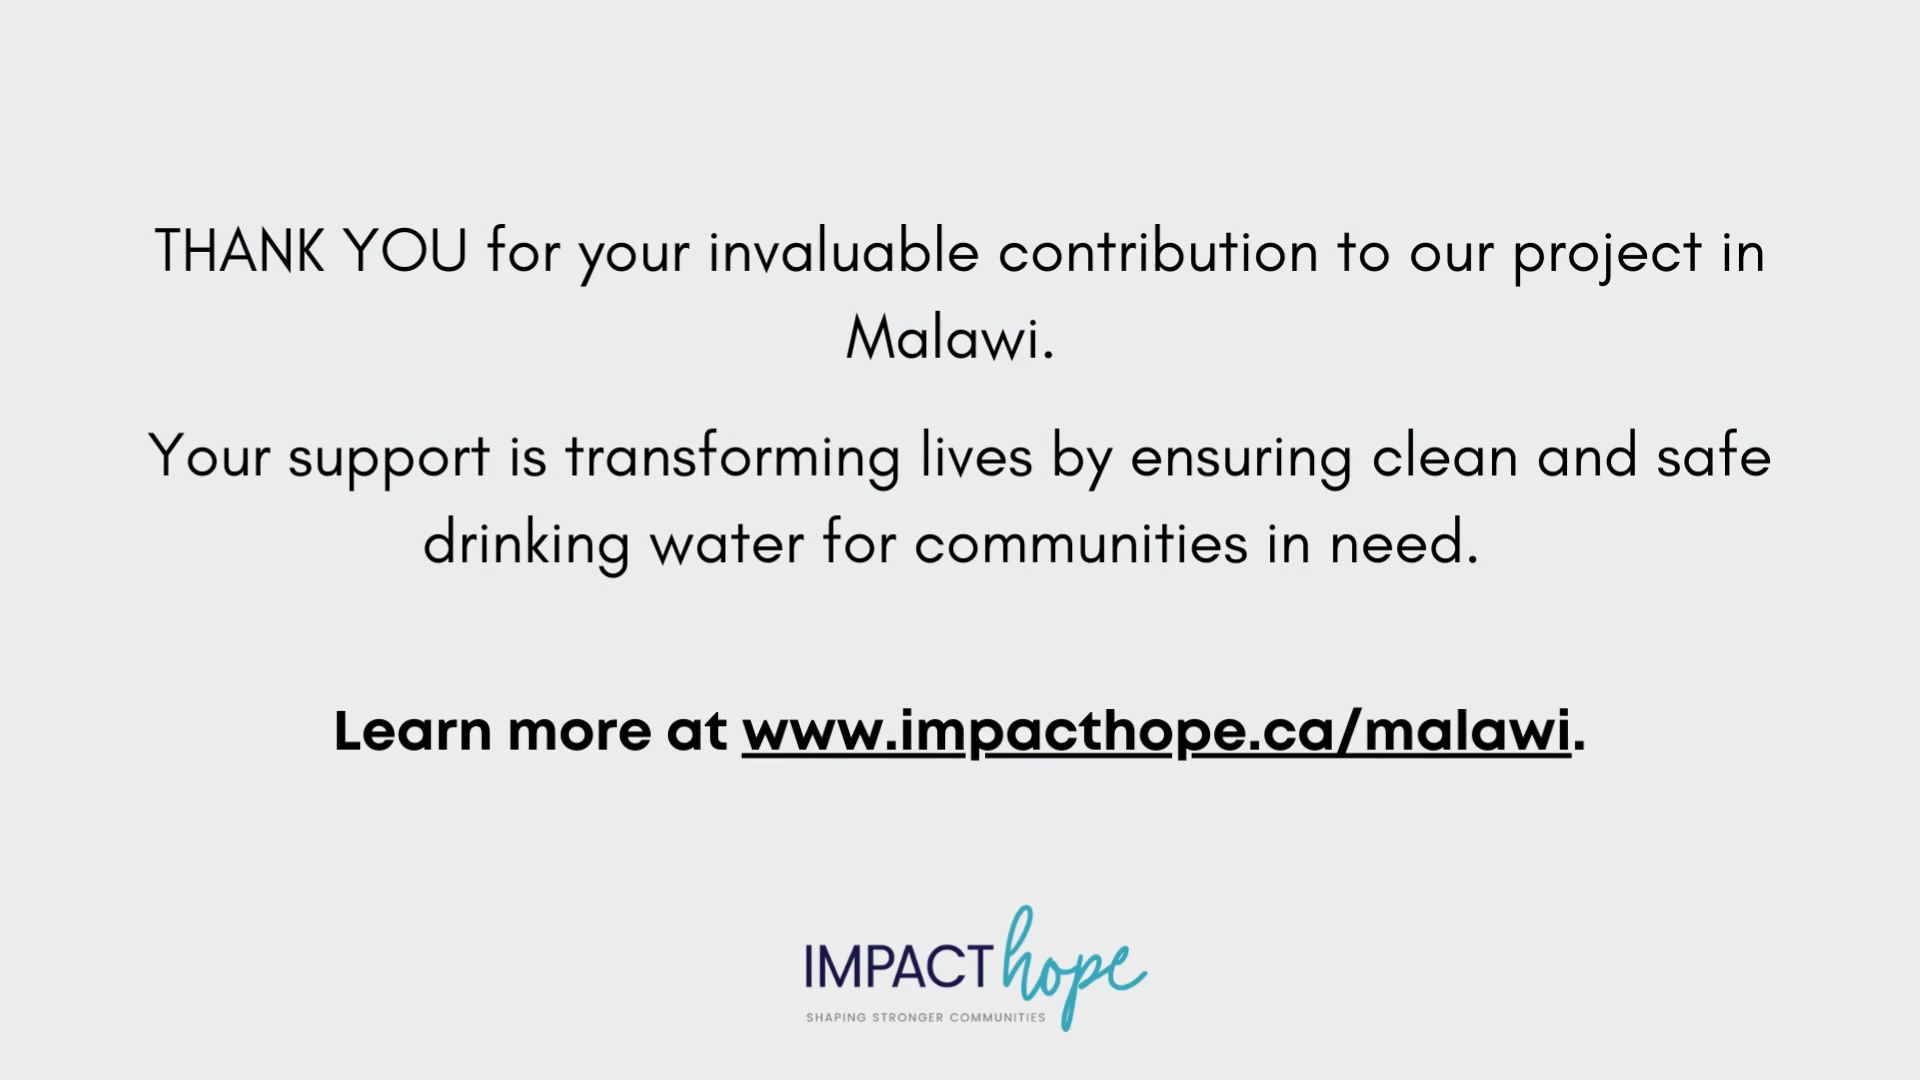 THANK YOU for your invaluable contribution to our project in
Malawi.
Your support is transforming lives by ensuring clean and safe
drinking water for communities in need.
Learn more at www.impacthope.ca/malawi.
IMPACT hope
SHAPING STRONGER COMMUNITIES